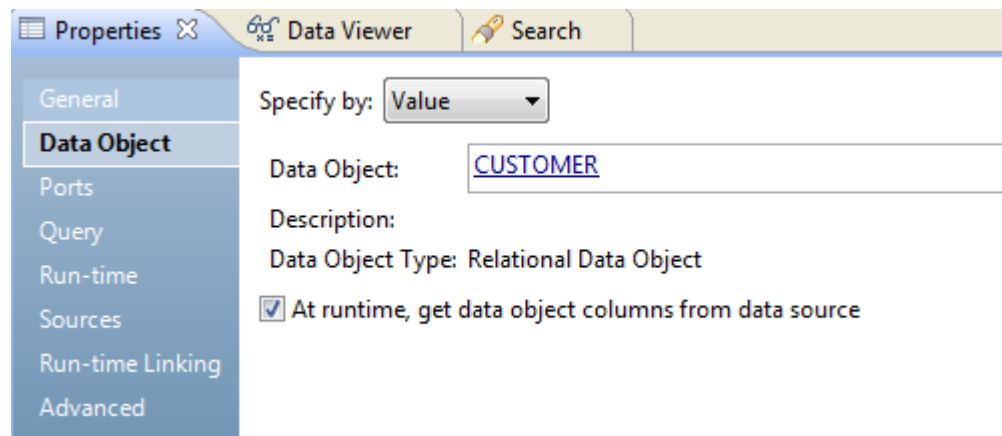 Properties Data Viewer Search
General
Data Object
Ports
Query
Run-time
Sources
Run-time Linking
Advanced
Specify by: Value
Data Object: CUSTOMER
Description:
Data Object Type: Relational Data Object
At runtime, get data object columns from data source